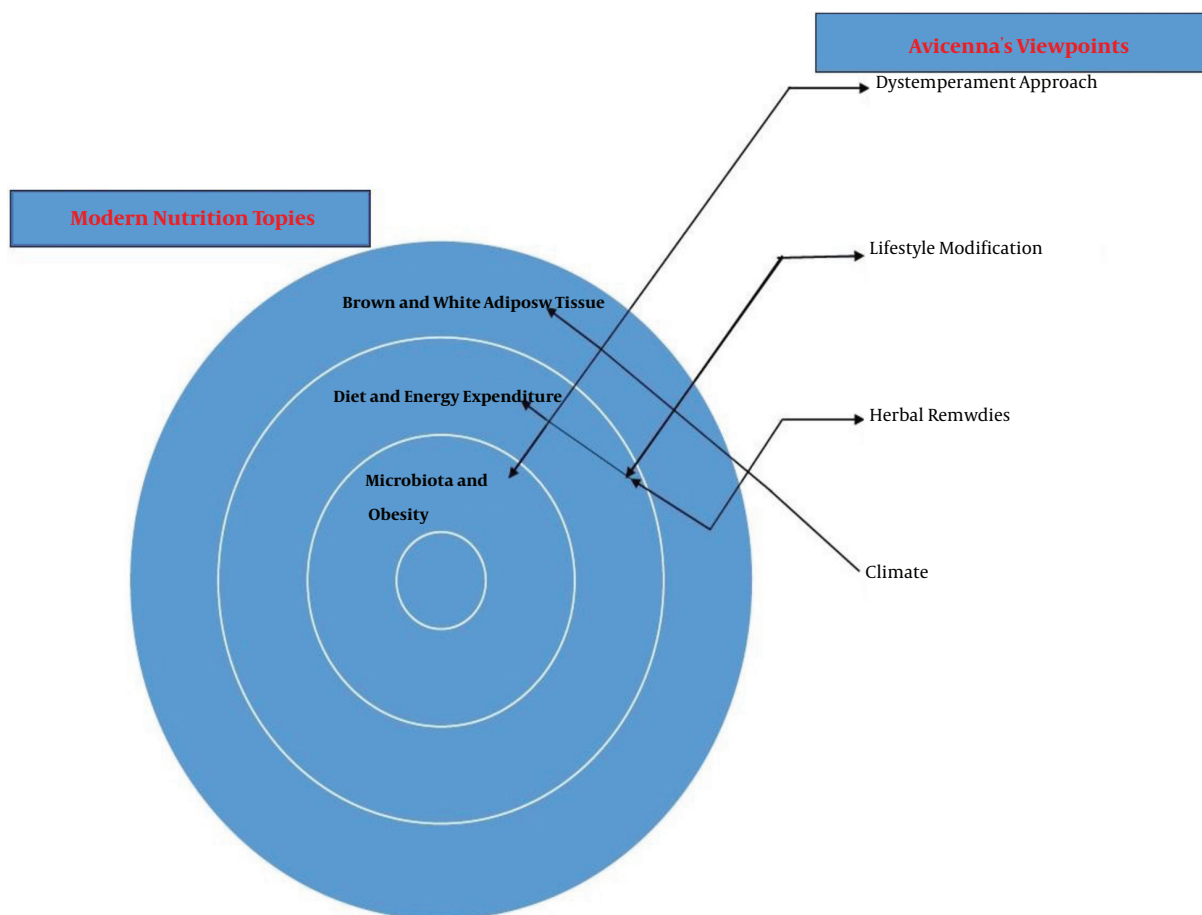 Avicenna's Viewpoints
Dystemperament Approach
Modern Nutrition Topies
Lifestyle Modification
Brown and White Adiposw Tissue
Diet and Energy Expenditure
Herbal Remwdies
Microbiota and
Obesity
Climate